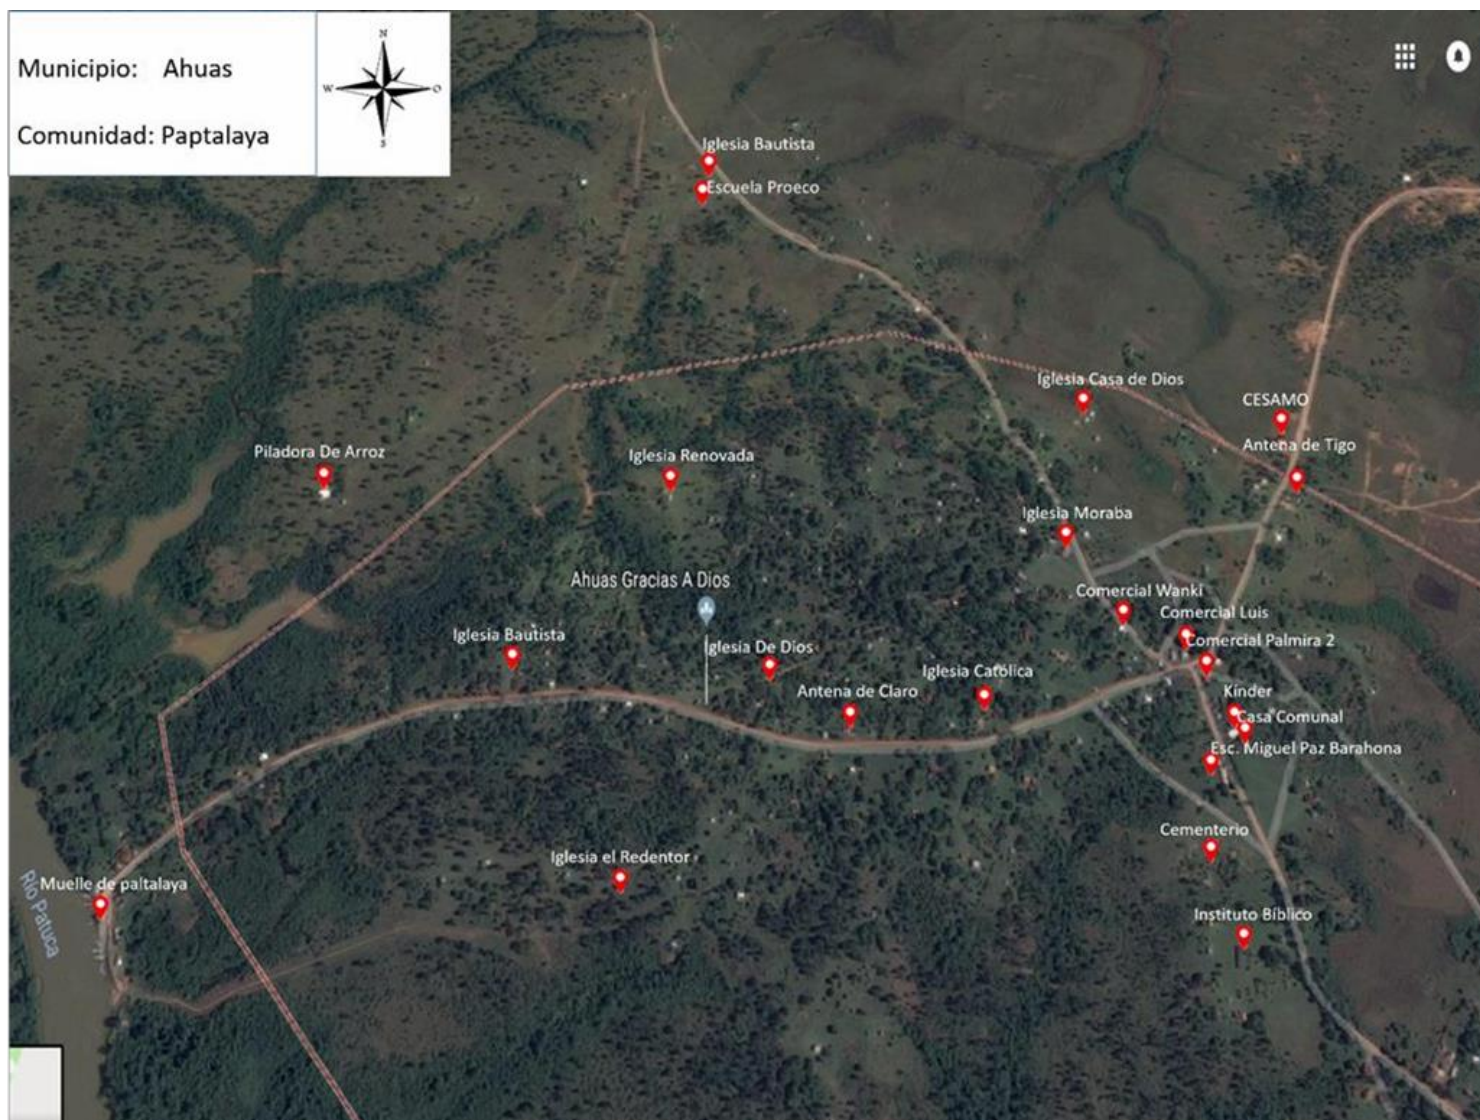 Municipio: Ahuas
Comunidad: Paptalaya
N
W
O
S
Iglesia Bautista
Escuela Proeco
Iglesia Casa de Dios
CESAMO
Antena de Tigo
Piladora De Arroz
Iglesia Renovada
Iglesia Moraba
Ahuas Gracias A Dios
Comercial Wanki
Comercial Luis
Iglesia Bautista
Iglesia De Dios
Comercial Palmira 2
Iglesia Católica
Antena de Claro
Kínder
Casa Comunal
Esc. Miguel Paz Barahona
Cementerio
Iglesia el Redentor
Muelle de paltalaya
Río Patuca
Instituto Bíblico